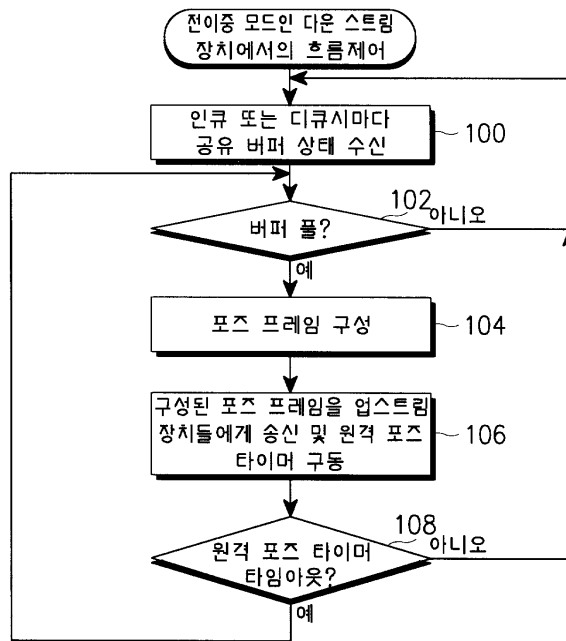 전이중 모드인 다운 스트림
장치에서의 흐름제어
인큐 또는 디큐시마다
공유 버퍼 상태 수신
100
버퍼 풀?
102
아니오
예
포즈 프레임 구성
104
구성된 포즈 프레임을 업스트림
장치들에게 송신 및 원격 포즈
타이머 구동
106
원격 포즈 타이머
타임아웃?
108
아니오
예